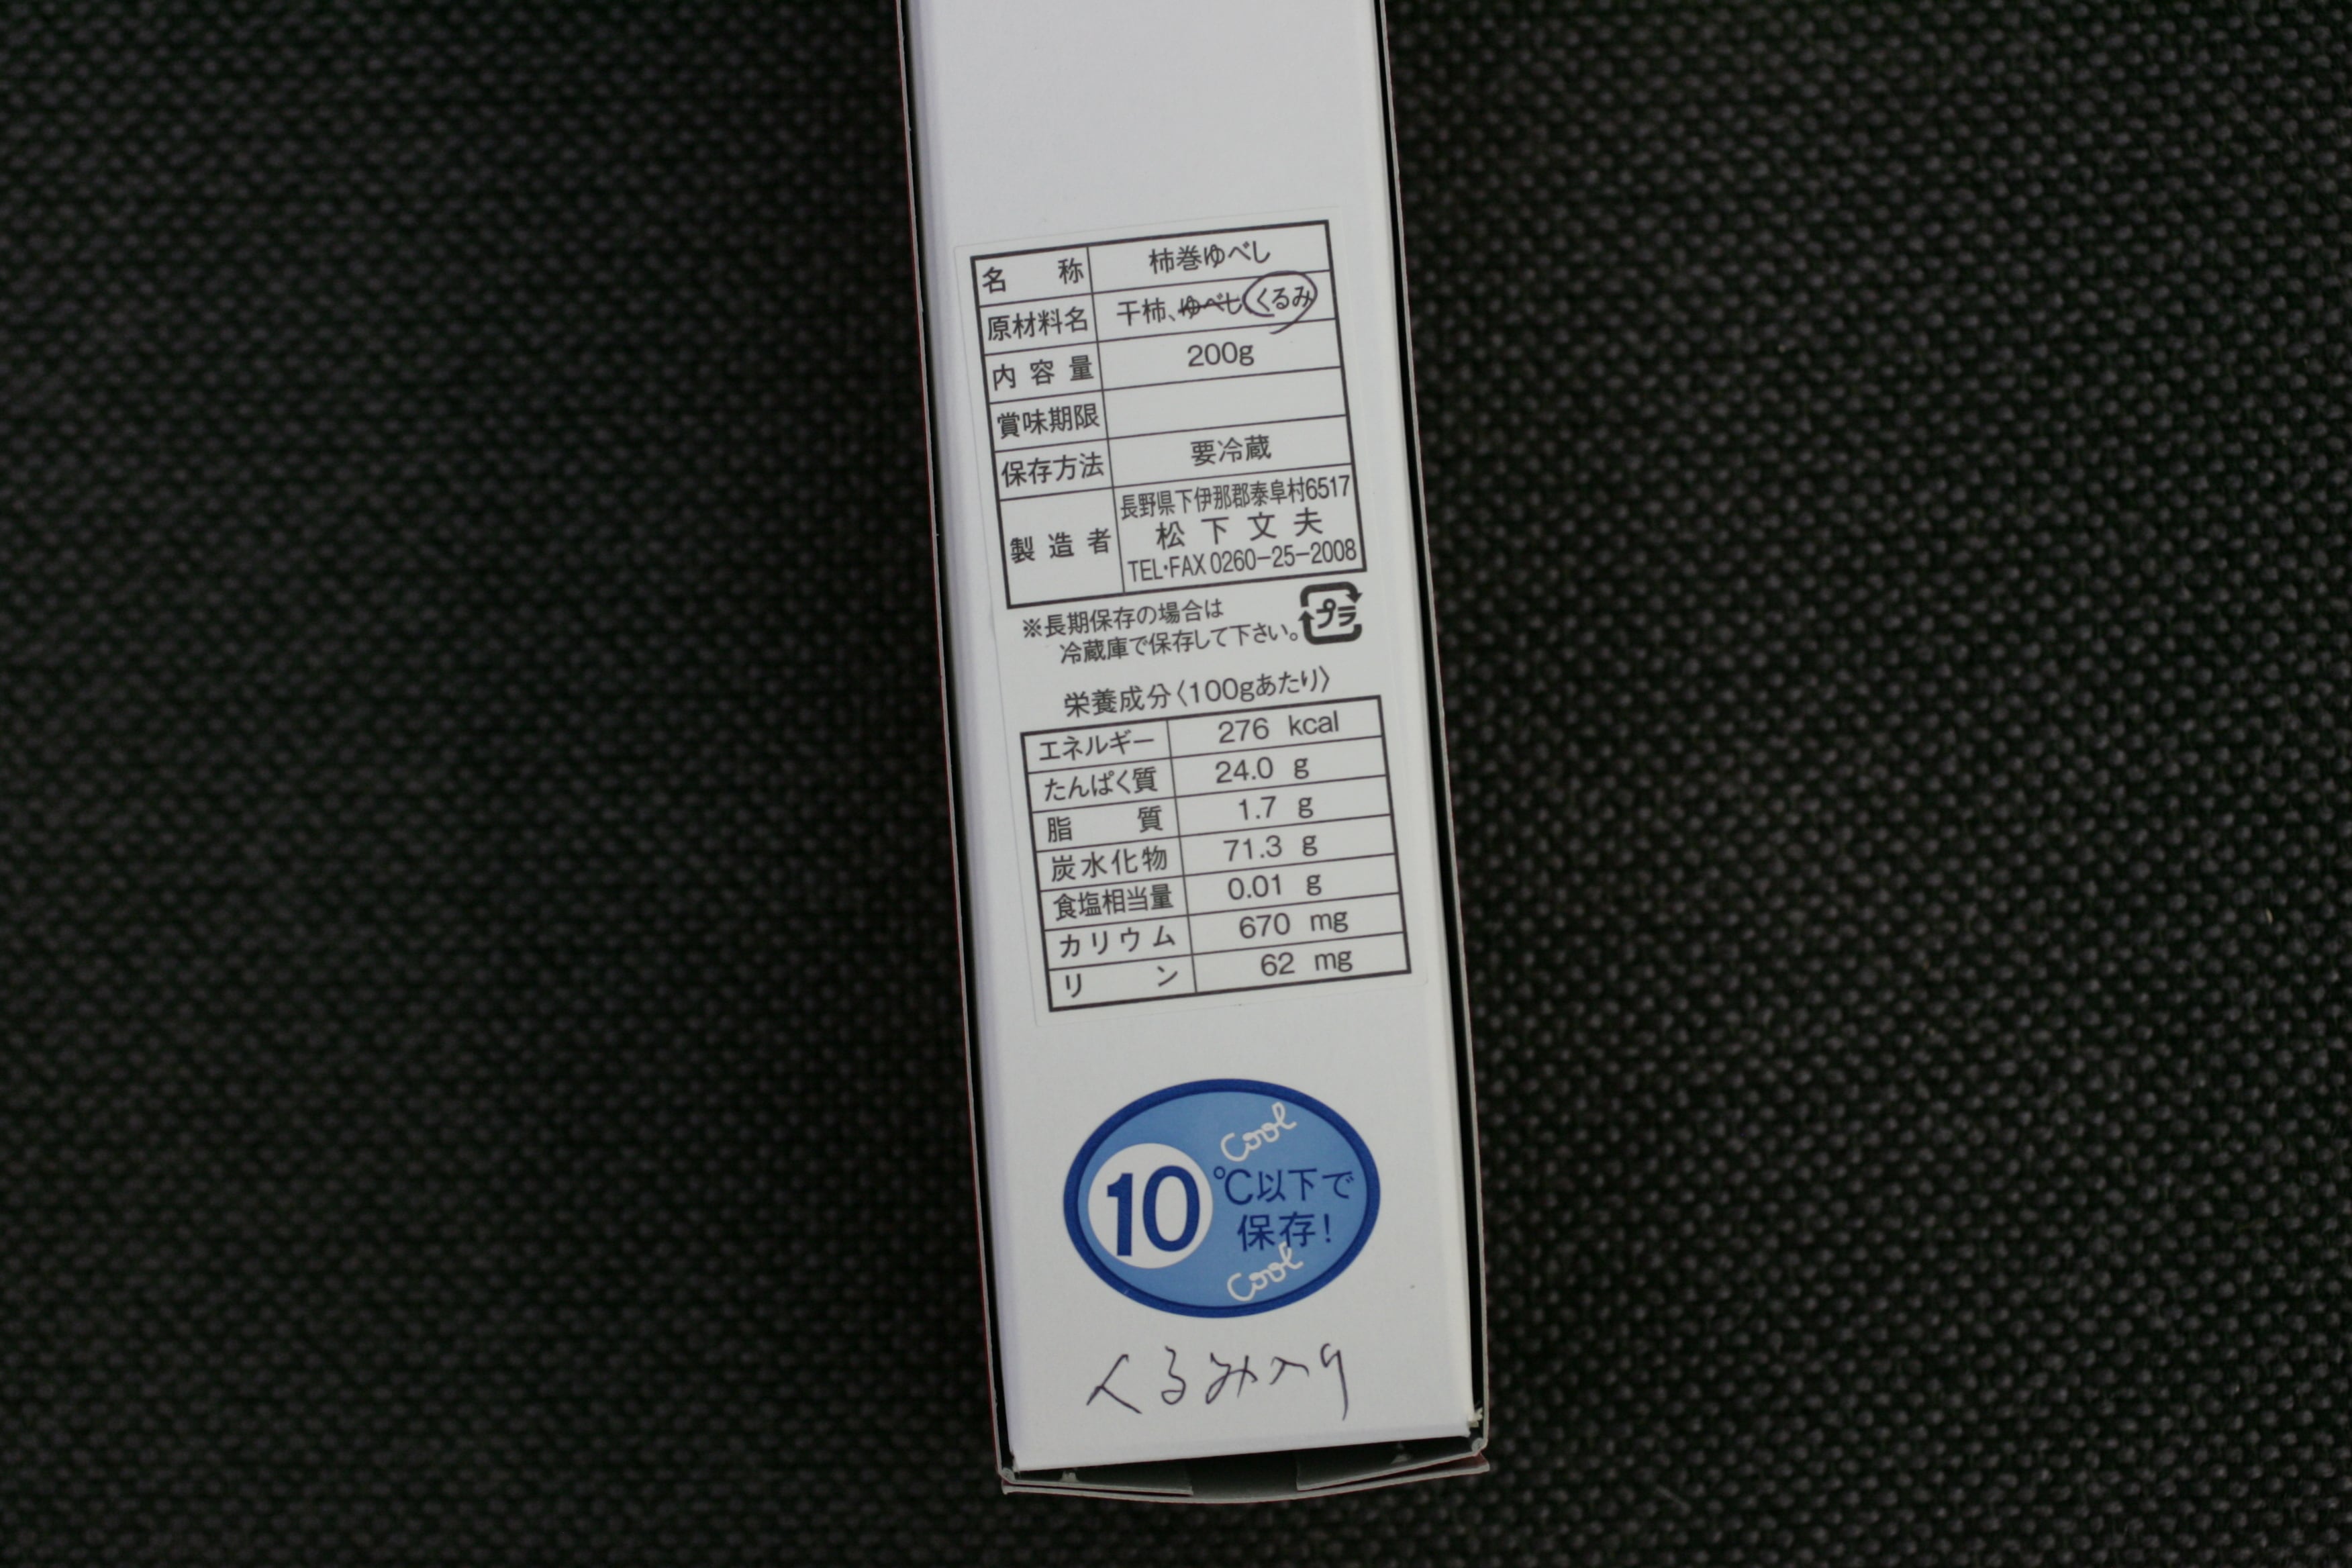 名称 柿巻ゆべし
原材料名 干柿、ゆべし くるみ
内容量 200g
賞味期限
保存方法 要冷蔵
製造者 長野県下伊那郡泰阜村6517
松下文夫
TEL・FAX 0260-25-2008
※長期保存の場合は
冷蔵庫で保存して下さい。
プラ
栄養成分〈100gあたり〉
エネルギー 276 kcal
たんぱく質 24.0 g
脂質 1.7 g
炭水化物 71.3 g
食塩相当量 0.01 g
カリウム 670 mg
リン 62 mg
Cool
10℃以下で
保存!
Cool
くるみ入り